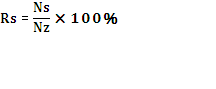 Rs = Ns/Nz × 100%